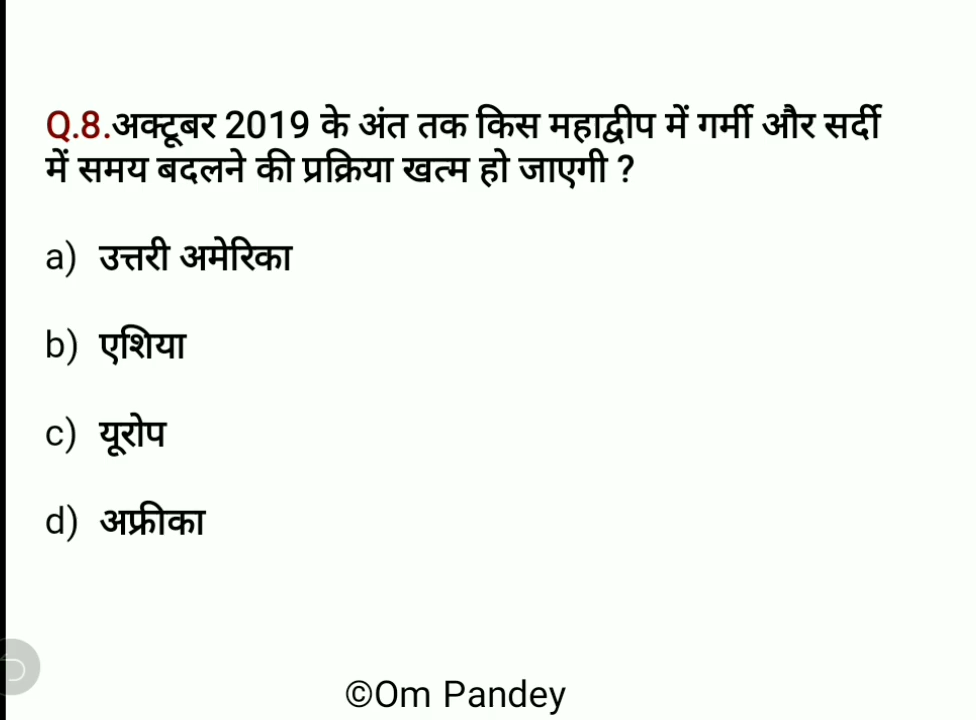 Q.8.अक्टूबर 2019 के अंत तक किस महाद्वीप में गर्मी और सर्दी
में समय बदलने की प्रक्रिया खत्म हो जाएगी ?
a) उत्तरी अमेरिका
b) एशिया
c) यूरोप
d) अफ्रीका
©Om Pandey